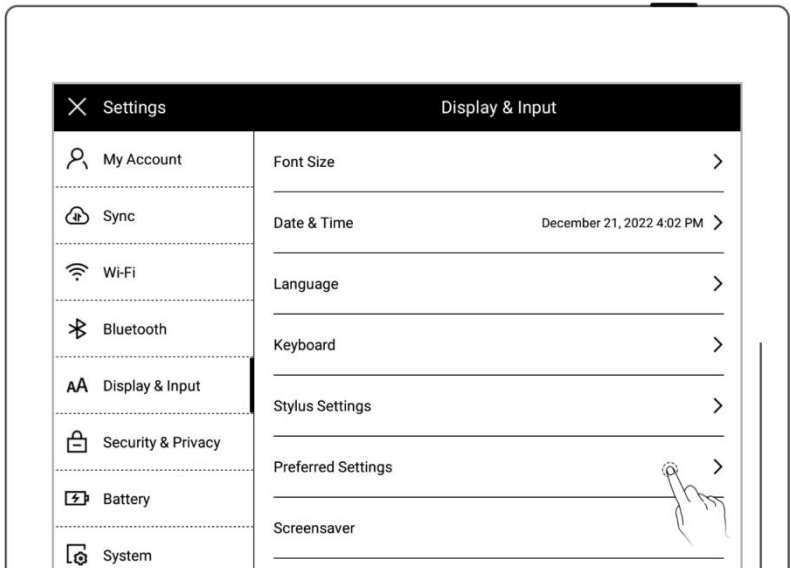 Settings
Display & Input
My Account
Sync
Wi-Fi
Bluetooth
AA Display & Input
Security & Privacy
Battery
System
Font Size
Date & Time December 21, 2022 4:02 PM
Language
Keyboard
Stylus Settings
Preferred Settings
Screensaver